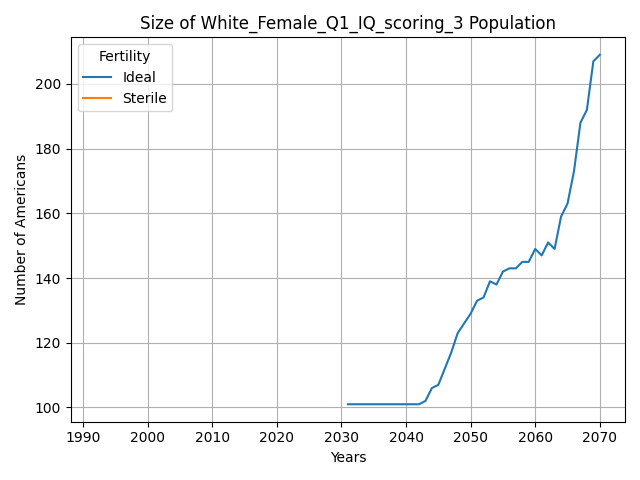 Size of White_Female_Q1_IQ_scoring_3 Population
Fertility
Ideal
Sterile
Number of Americans
200
180
160
140
120
100
1990 2000 2010 2020 2030 2040 2050 2060 2070
Years